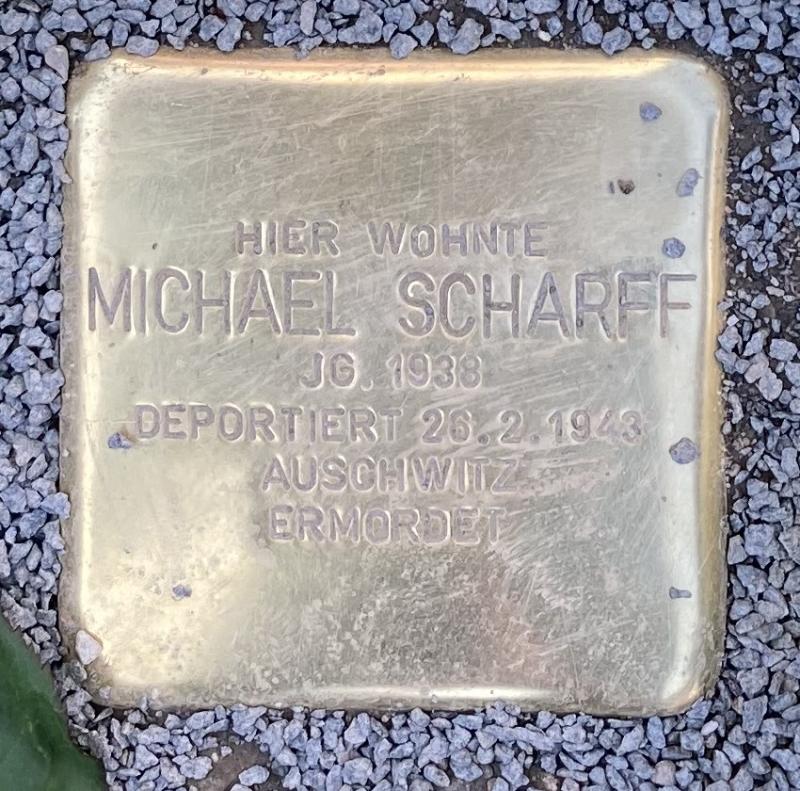 HIER WOHNTE
MICHAEL SCHARFF
JG. 1938
DEPORTIERT 26.2.1943
AUSCHWITZ
ERMORDET